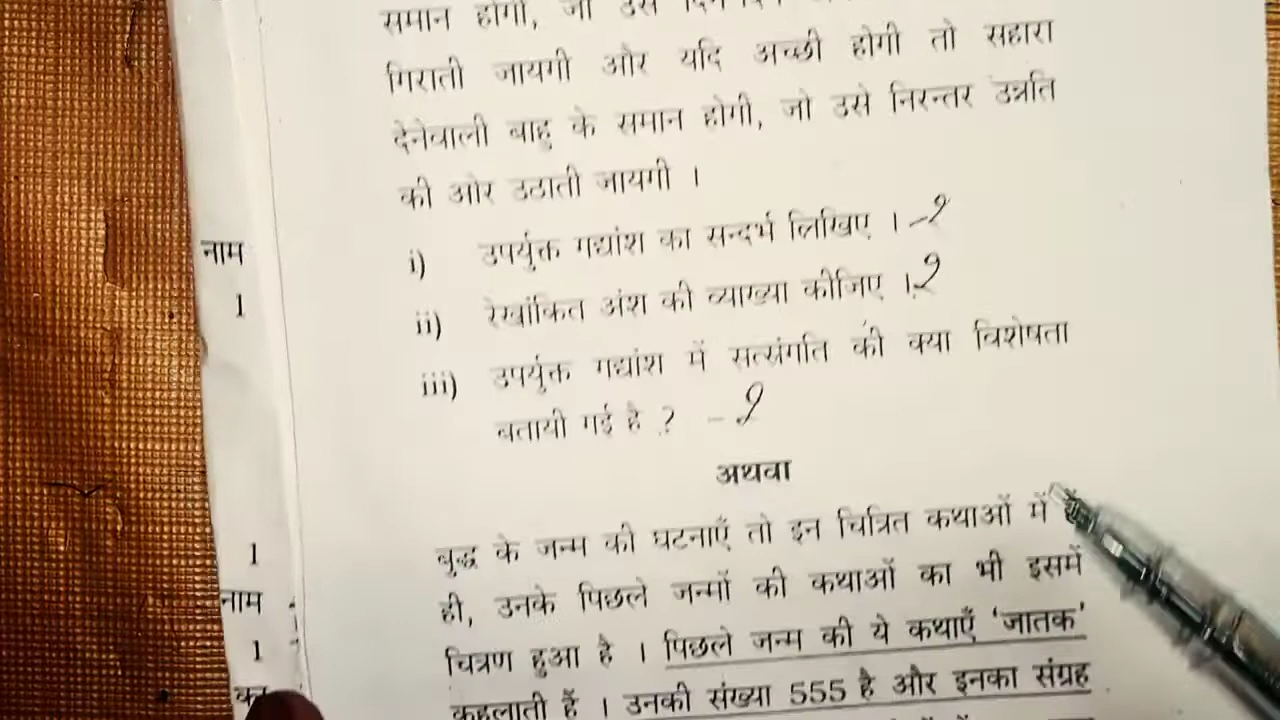 समान होगी, जो उसे
गिराती जायगी और यदि अच्छी होगी तो सहारा
देनेवाली बाहु के समान होगी, जो उसे निरन्तर उन्नति
की ओर उठाती जायगी ।
i) उपर्युक्त गद्यांश का सन्दर्भ लिखिए । -2
ii) रेखांकित अंश की व्याख्या कीजिए । 2
iii) उपर्युक्त गद्यांश में सत्संगति की क्या विशेषता
बतायी गई है ? - 2
अथवा
बुद्ध के जन्म की घटनाएँ तो इन चित्रित कथाओं में
ही, उनके पिछले जन्मों की कथाओं का भी इसमें
चित्रण हुआ है । पिछले जन्म की ये कथाएँ 'जातक'
कहलाती हैं । उनकी संख्या 555 है और इनका संग्रह
नाम
1
1
नाम
1